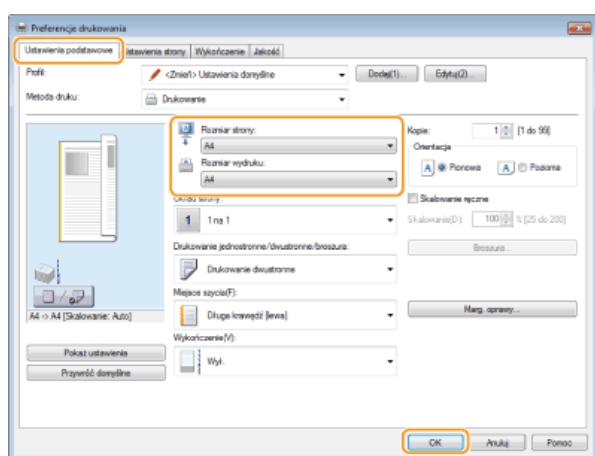 Preferencje drukowania
Ustawienia podstawowe Ustawienia strony Wykończenie Jakość
Profil: <Zmień> Ustawienia domyślne Dodaj(1)... Edytuj(2)...
Metoda druku: Drukowanie
Rozmiar strony:
A4
Rozmiar wydruku:
A4
Kopie: 1 [1 do 99]
Orientacja
A Pionowa A Pozioma
Układ strony:
1 1 na 1
Skalowanie ręczne
Skalowanie(D): 100 % [25 do 200]
Drukowanie jednostronne/dwustronne/broszura:
Drukowanie dwustronne
Broszura...
Miejsce szycia(F):
Długa krawędź [lewa]
Marg. oprawy...
A4 -> A4 [Skalowanie: Auto]
Wykończenie(V):
Wył.
Pokaż ustawienia
Przywróć domyślne
OK Anuluj Pomoc